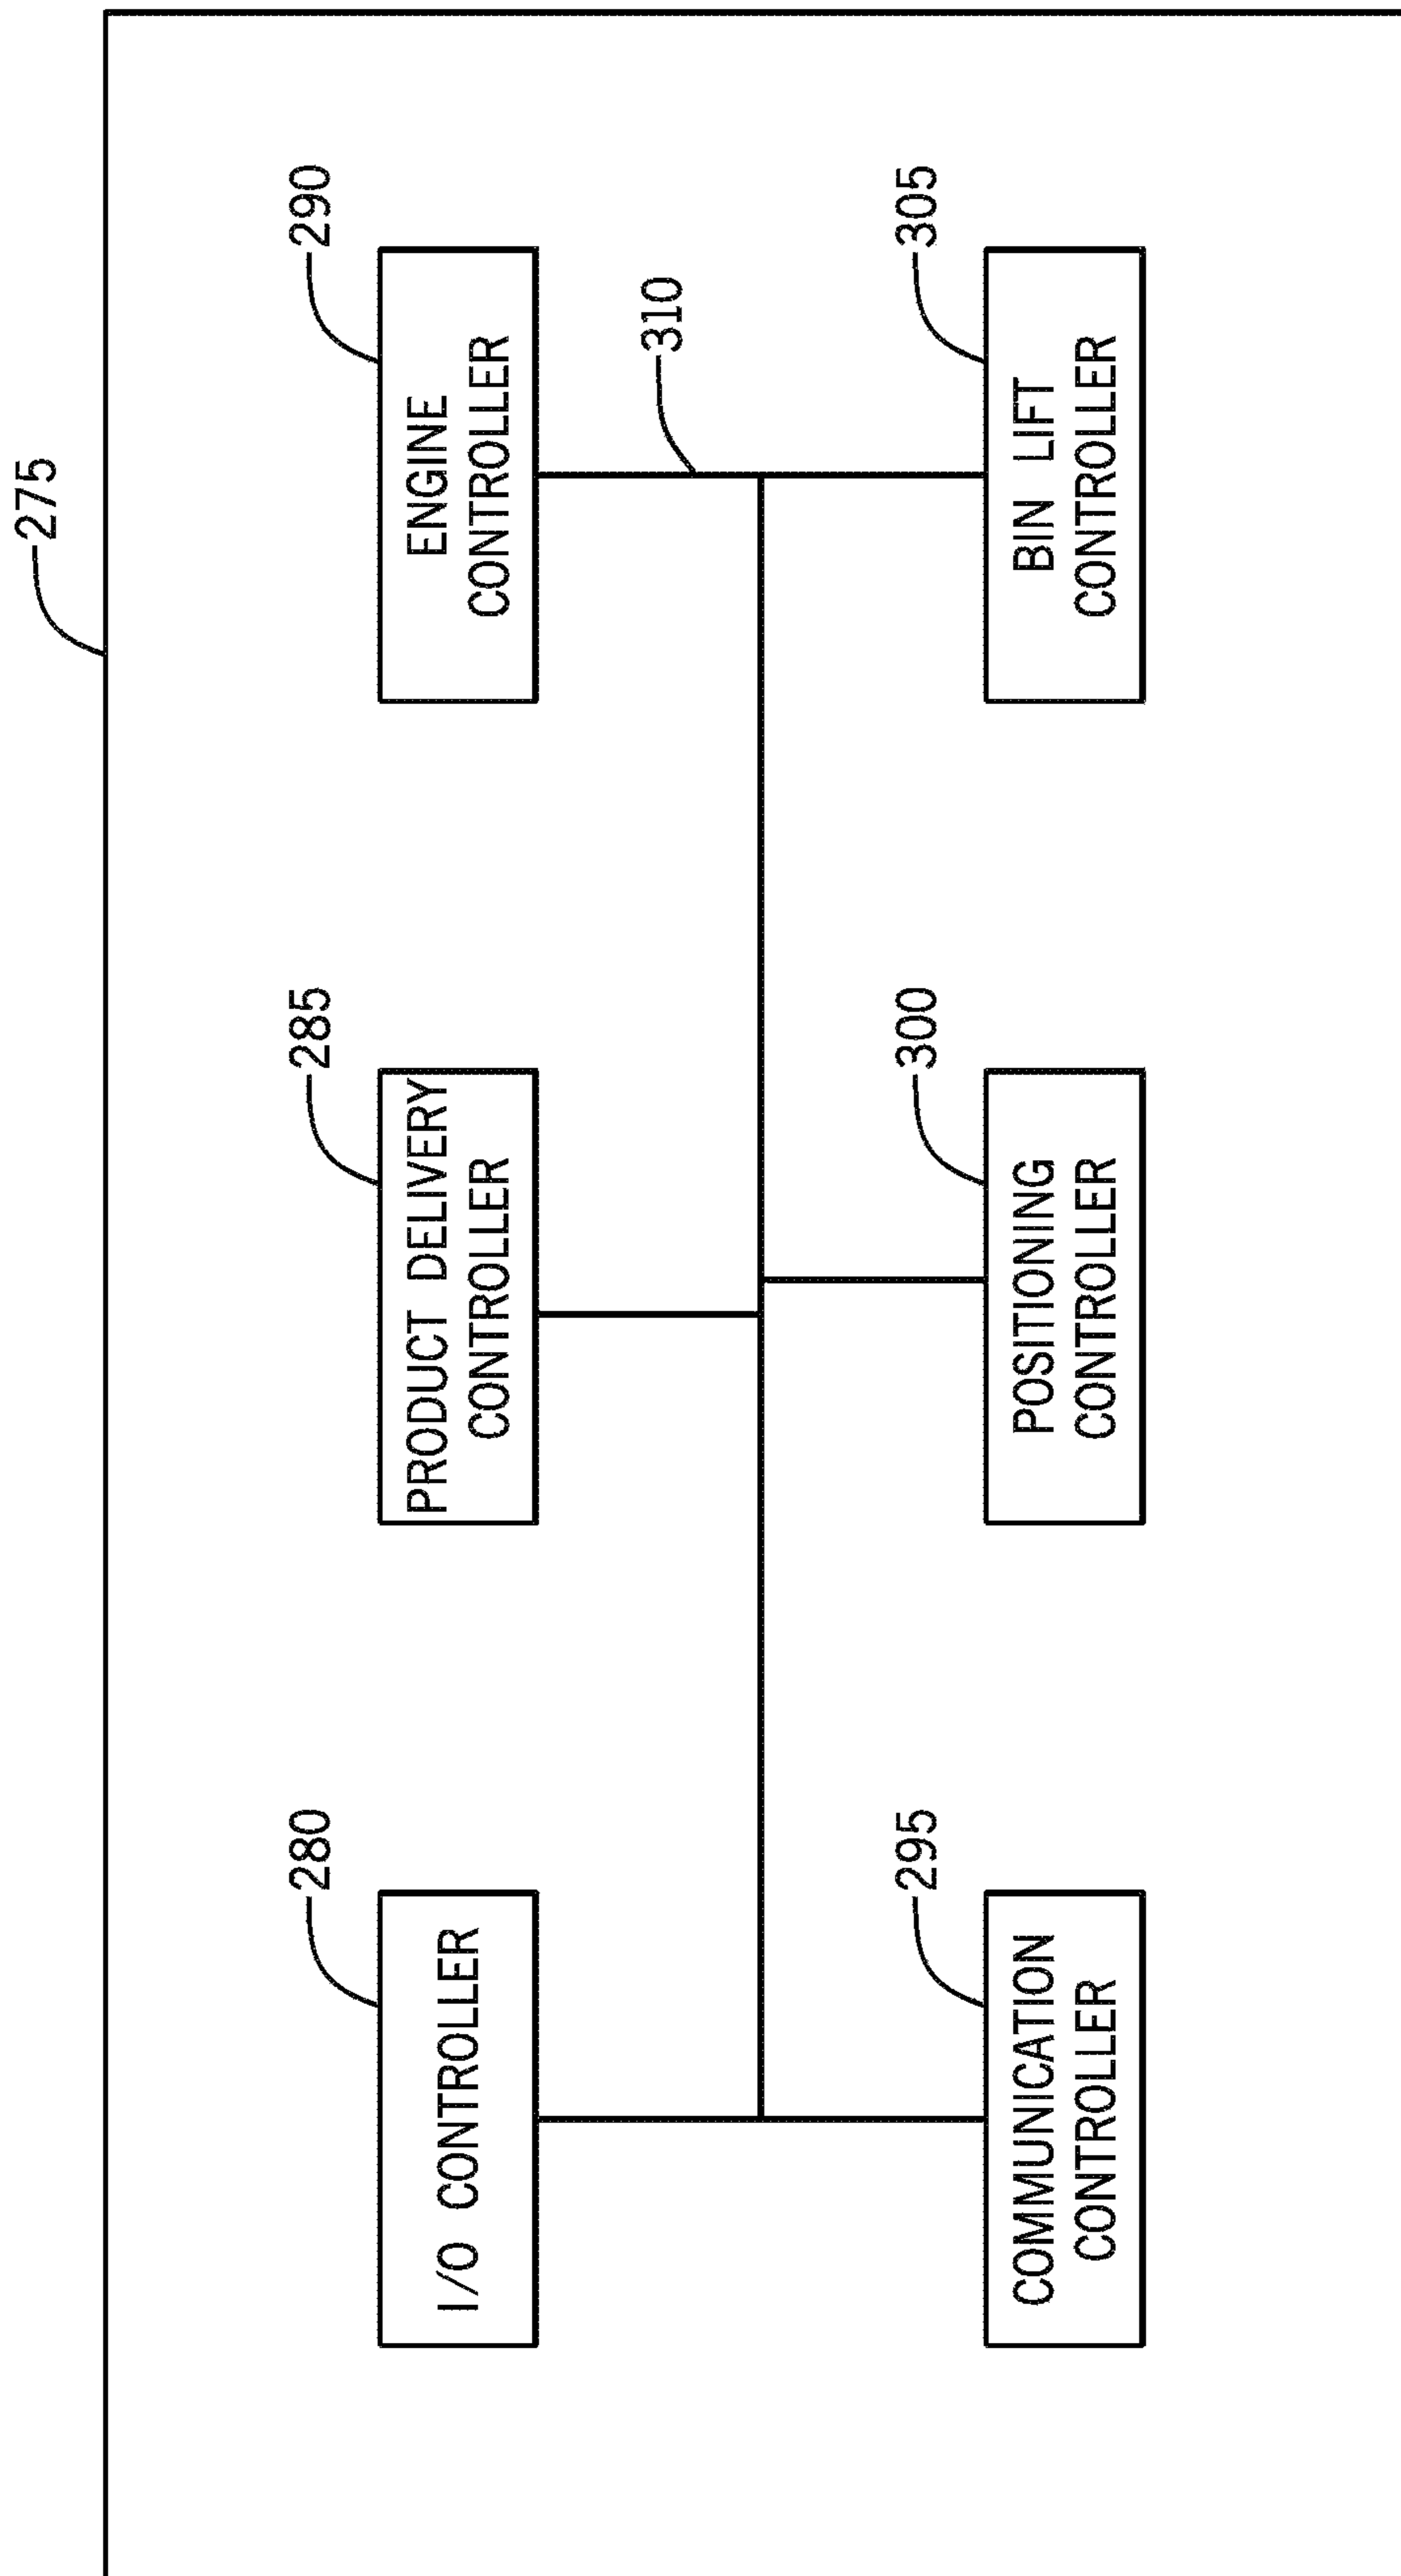 275
280
I/O CONTROLLER
285
PRODUCT DELIVERY
CONTROLLER
290
ENGINE
CONTROLLER
310
295
COMMUNICATION
CONTROLLER
300
POSITIONING
CONTROLLER
305
BIN LIFT
CONTROLLER